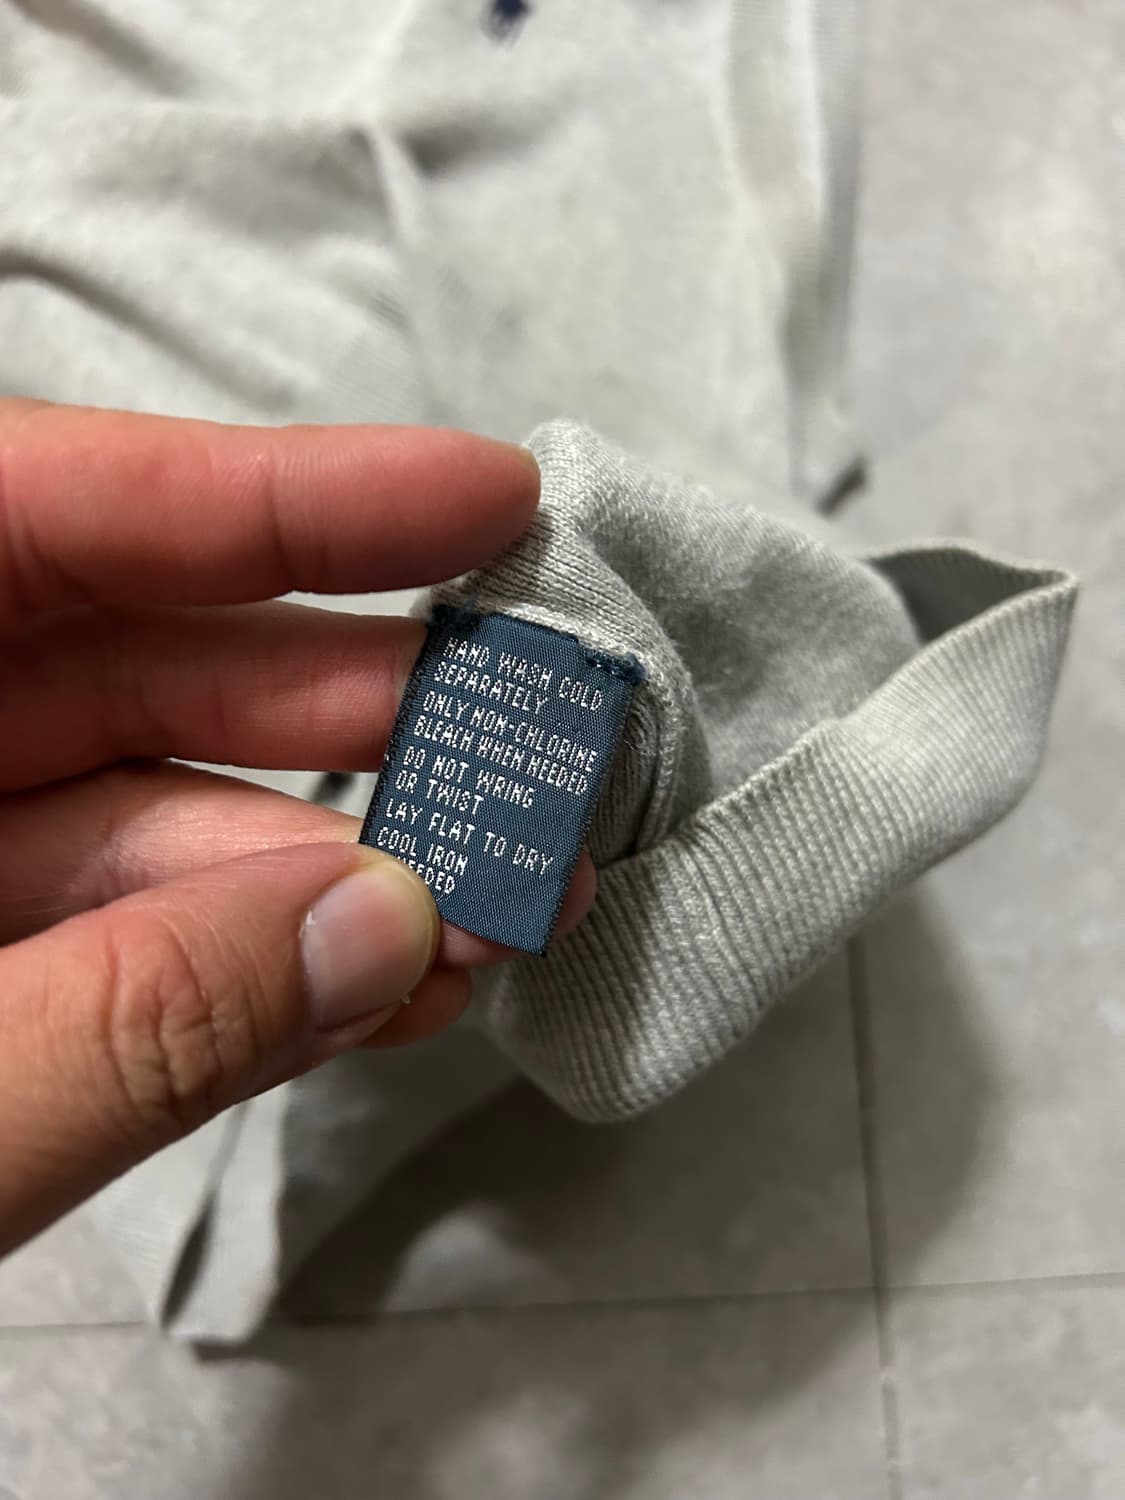 HAND WASH COLD
SEPARATELY
ONLY NON-CHLORINE
BLEACH WHEN NEEDED
DO NOT WRING
OR TWIST
LAY FLAT TO DRY
COOL IRON